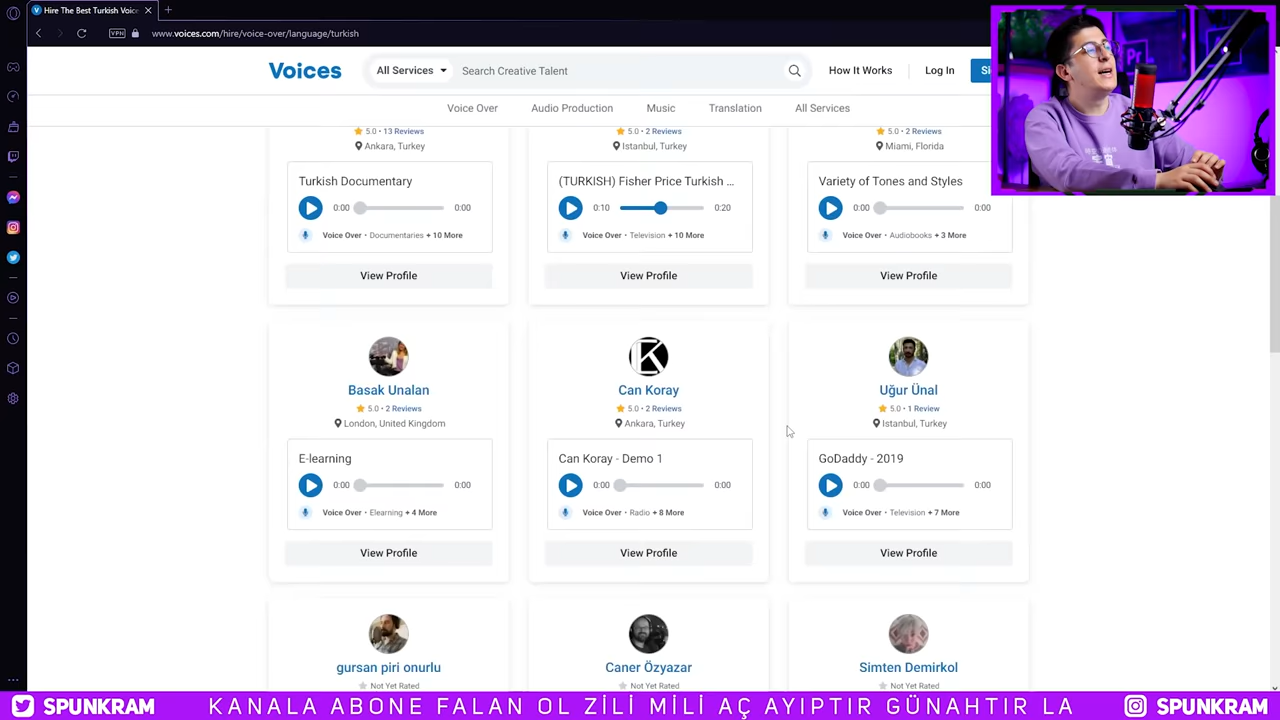 Hire The Best Turkish Voice
VPN
www.voices.com/hire/voice-over/language/turkish
Voices
All Services
Search Creative Talent
How It Works
Log In
Voice Over
Audio Production
Music
Translation
All Services
5.0 • 13 Reviews
Ankara, Turkey
Turkish Documentary
0:00
0:00
Voice Over • Documentaries + 10 More
View Profile
5.0 • 2 Reviews
Istanbul, Turkey
(TURKISH) Fisher Price Turkish ...
0:10
0:20
Voice Over • Television + 10 More
View Profile
5.0 • 2 Reviews
Miami, Florida
Variety of Tones and Styles
0:00
0:00
Voice Over • Audiobooks + 3 More
View Profile
Basak Unalan
5.0 • 2 Reviews
London, United Kingdom
E-learning
0:00
0:00
Voice Over • Elearning + 4 More
View Profile
K
Can Koray
5.0 • 2 Reviews
Ankara, Turkey
Can Koray - Demo 1
0:00
0:00
Voice Over • Radio + 8 More
View Profile
Uğur Ünal
5.0 • 1 Review
Istanbul, Turkey
GoDaddy - 2019
0:00
0:00
Voice Over • Television + 7 More
View Profile
gursan piri onurlu
Not Yet Rated
Caner Özyazar
Not Yet Rated
Simten Demirkol
Not Yet Rated
Pr
SPUNKRAM
KANALA ABONE FALAN OL ZİLİ MİLİ AÇ AYIPTIR GÜNAHTIR LA
SPUNKRAM